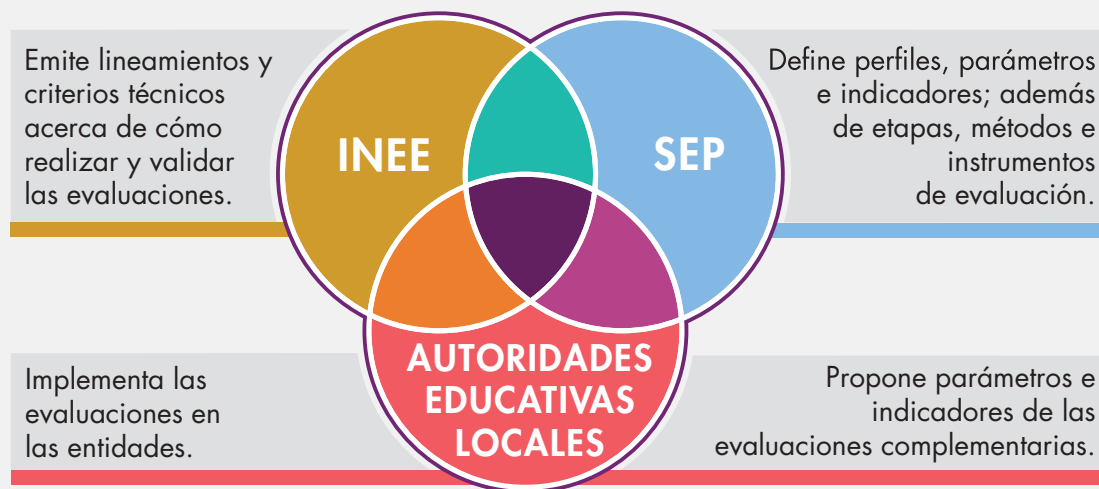 Emite lineamientos y
criterios técnicos
acerca de cómo
realizar y validar
las evaluaciones.
INEE
SEP
Define perfiles, parámetros
e indicadores; además
de etapas, métodos e
instrumentos
de evaluación.
Implementa las
evaluaciones en
las entidades.
AUTORIDADES
EDUCATIVAS
LOCALES
Propone parámetros e
indicadores de las
evaluaciones complementarias.